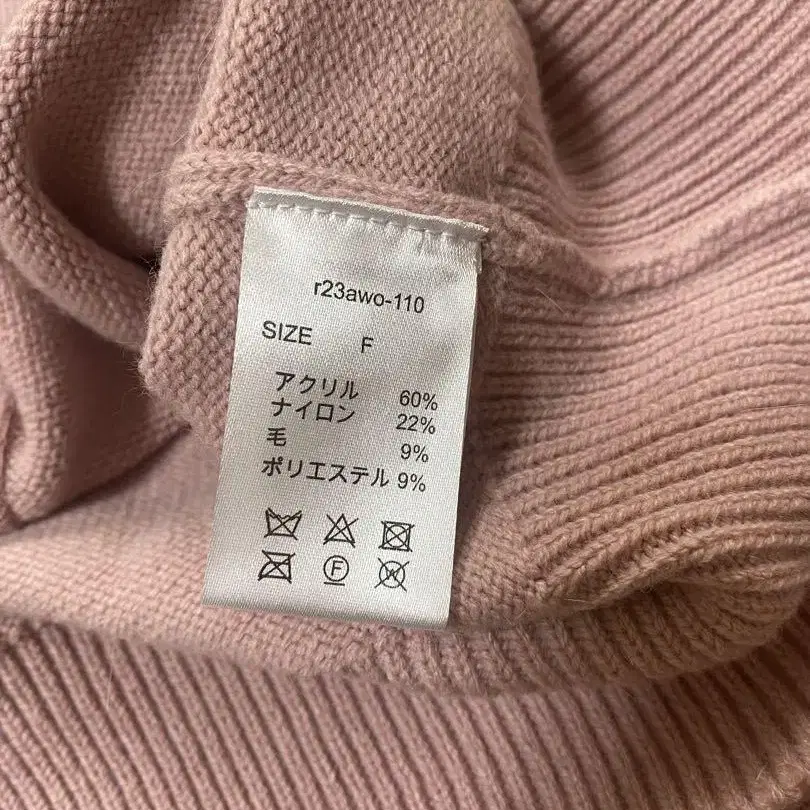 r23awo-110
SIZE F
アクリル 60%
ナイロン 22%
毛 9%
ポリエステル 9%
F W